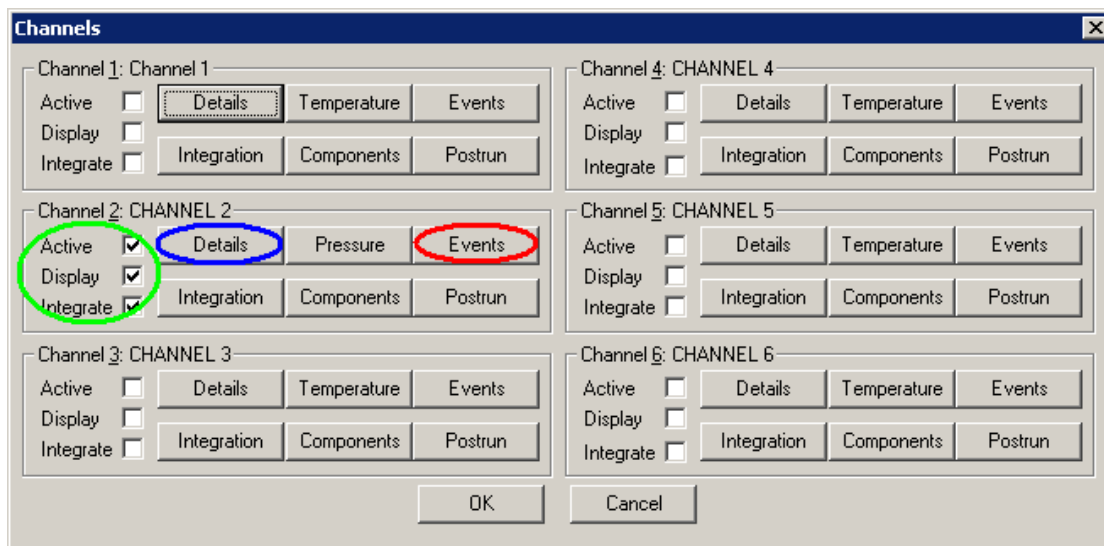 Channels
Channel 1: Channel 1
Active Details Temperature Events
Display
Integrate Integration Components Postrun
Channel 2: CHANNEL 2
Active Details Pressure Events
Display
Integrate Integration Components Postrun
Channel 3: CHANNEL 3
Active Details Temperature Events
Display
Integrate Integration Components Postrun
Channel 4: CHANNEL 4
Active Details Temperature Events
Display
Integrate Integration Components Postrun
Channel 5: CHANNEL 5
Active Details Temperature Events
Display
Integrate Integration Components Postrun
Channel 6: CHANNEL 6
Active Details Temperature Events
Display
Integrate Integration Components Postrun
OK Cancel